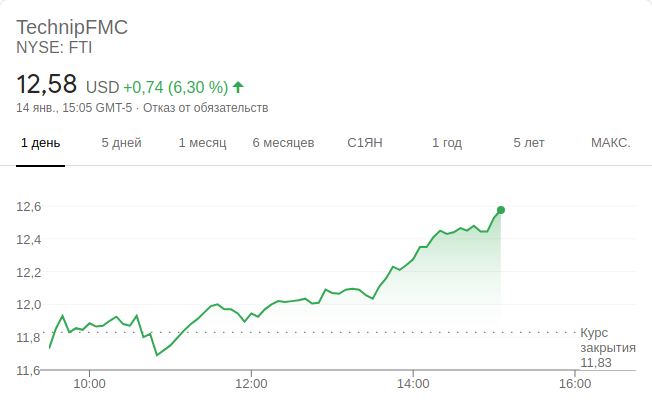 TechnipFMC
NYSE: FTI
12,58 USD +0,74 (6,30 %)
14 янв., 15:05 GMT-5 · Отказ от обязательств
1 день 5 дней 1 месяц 6 месяцев С1ЯН 1 год 5 лет МАКС.
12,6
12,4
12,2
12,0
11,8
11,6
Курс
закрытия
11,83
10:00 12:00 14:00 16:00